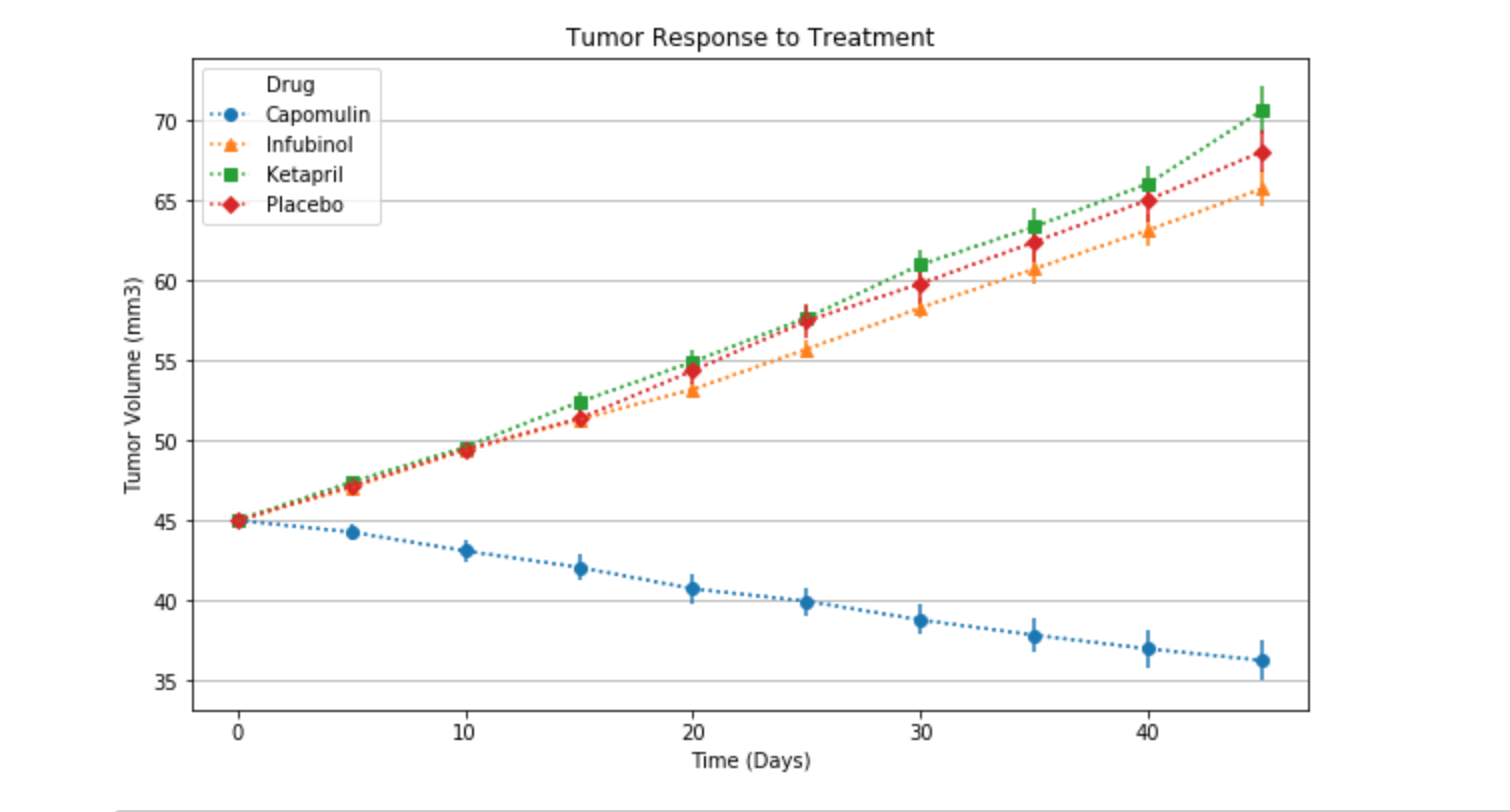 Tumor Response to Treatment
Drug
Capomulin
Infubinol
Ketapril
Placebo
70
65
60
55
50
45
40
35
Tumor Volume (mm3)
0 10 20 30 40
Time (Days)